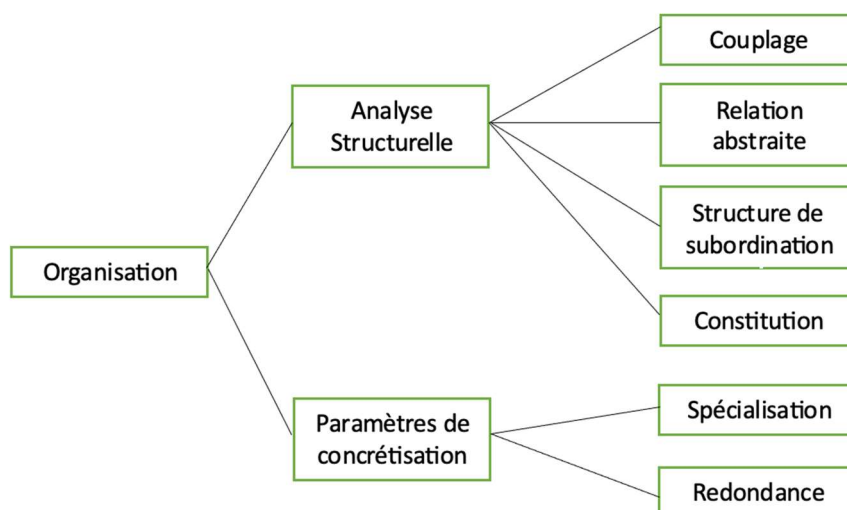 Organisation
Analyse
Structurelle
Couplage
Relation
abstraite
Structure de
subordination
Constitution
Paramètres de
concrétisation
Spécialisation
Redondance